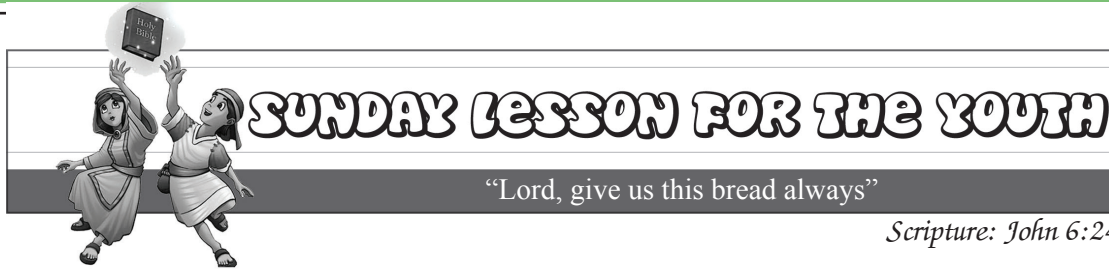 Holy
Bible
SUNDAY LESSON FOR THE YOUTH
“Lord, give us this bread always”
Scripture: John 6:24